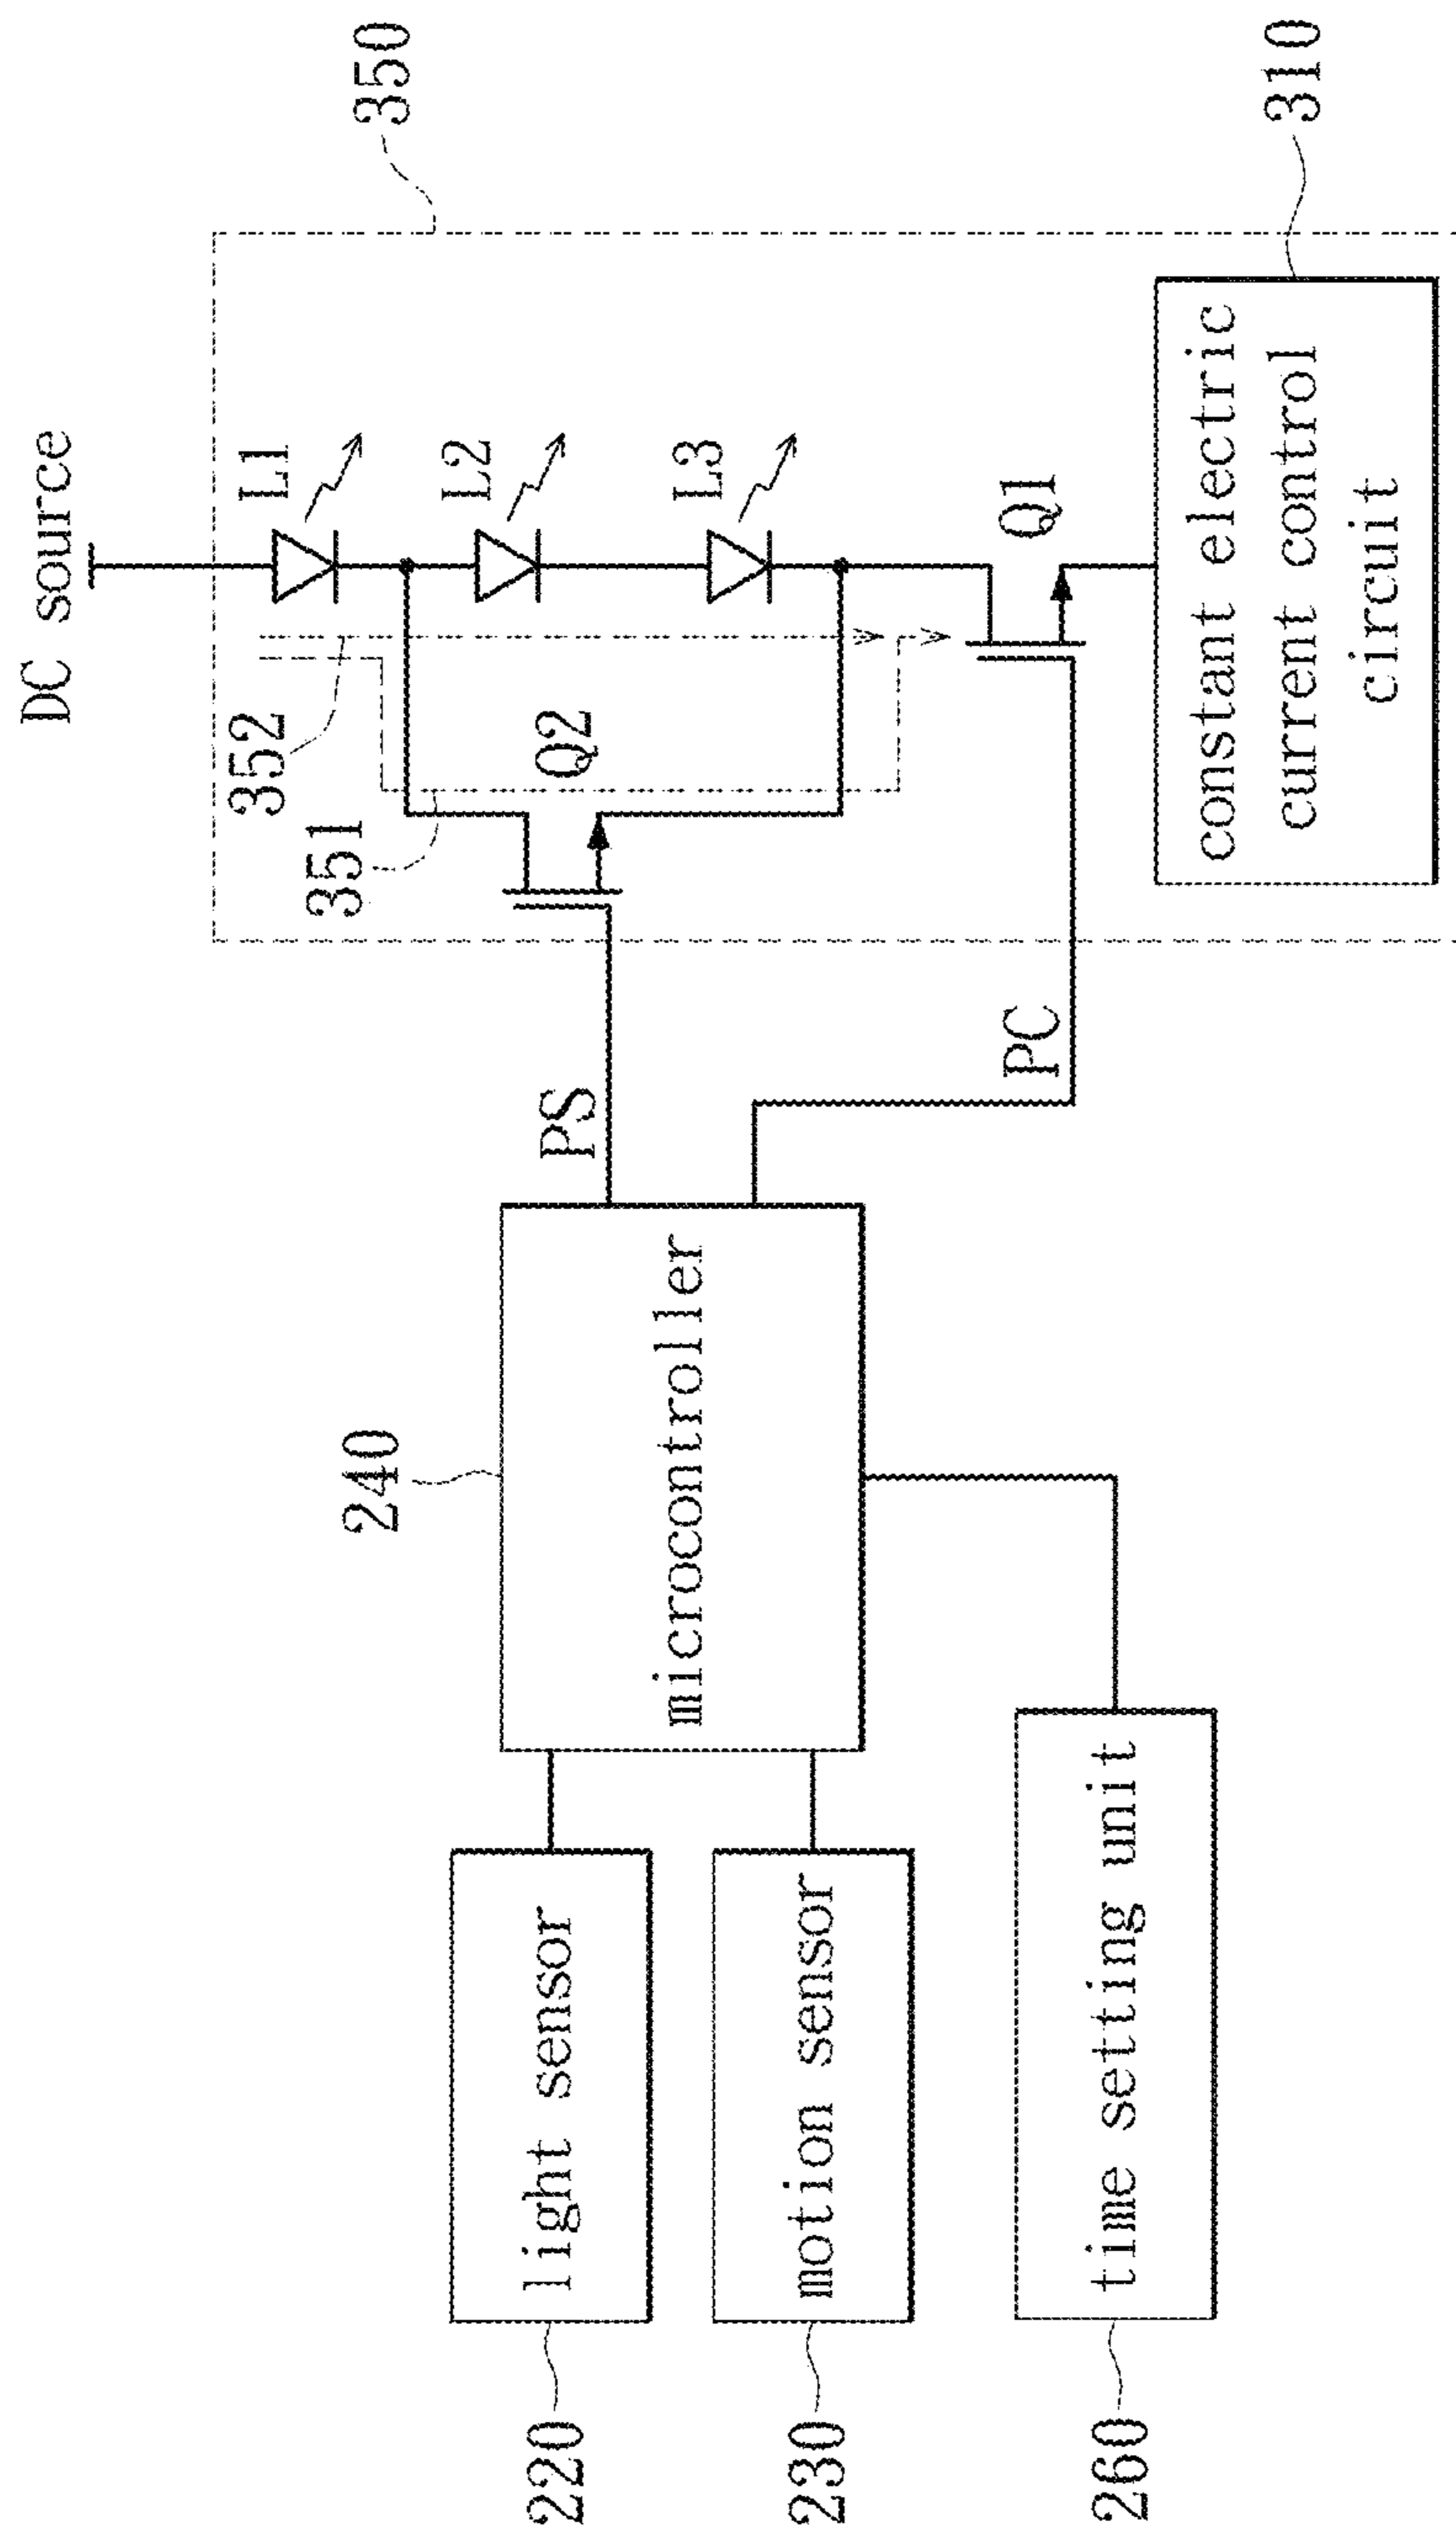 DC source
350
L1
352
L2
351
Q2
L3
240
PS
Q1
PC
microcontroller
constant electric
current control
circuit
310
220
light sensor
230
motion sensor
260
time setting unit